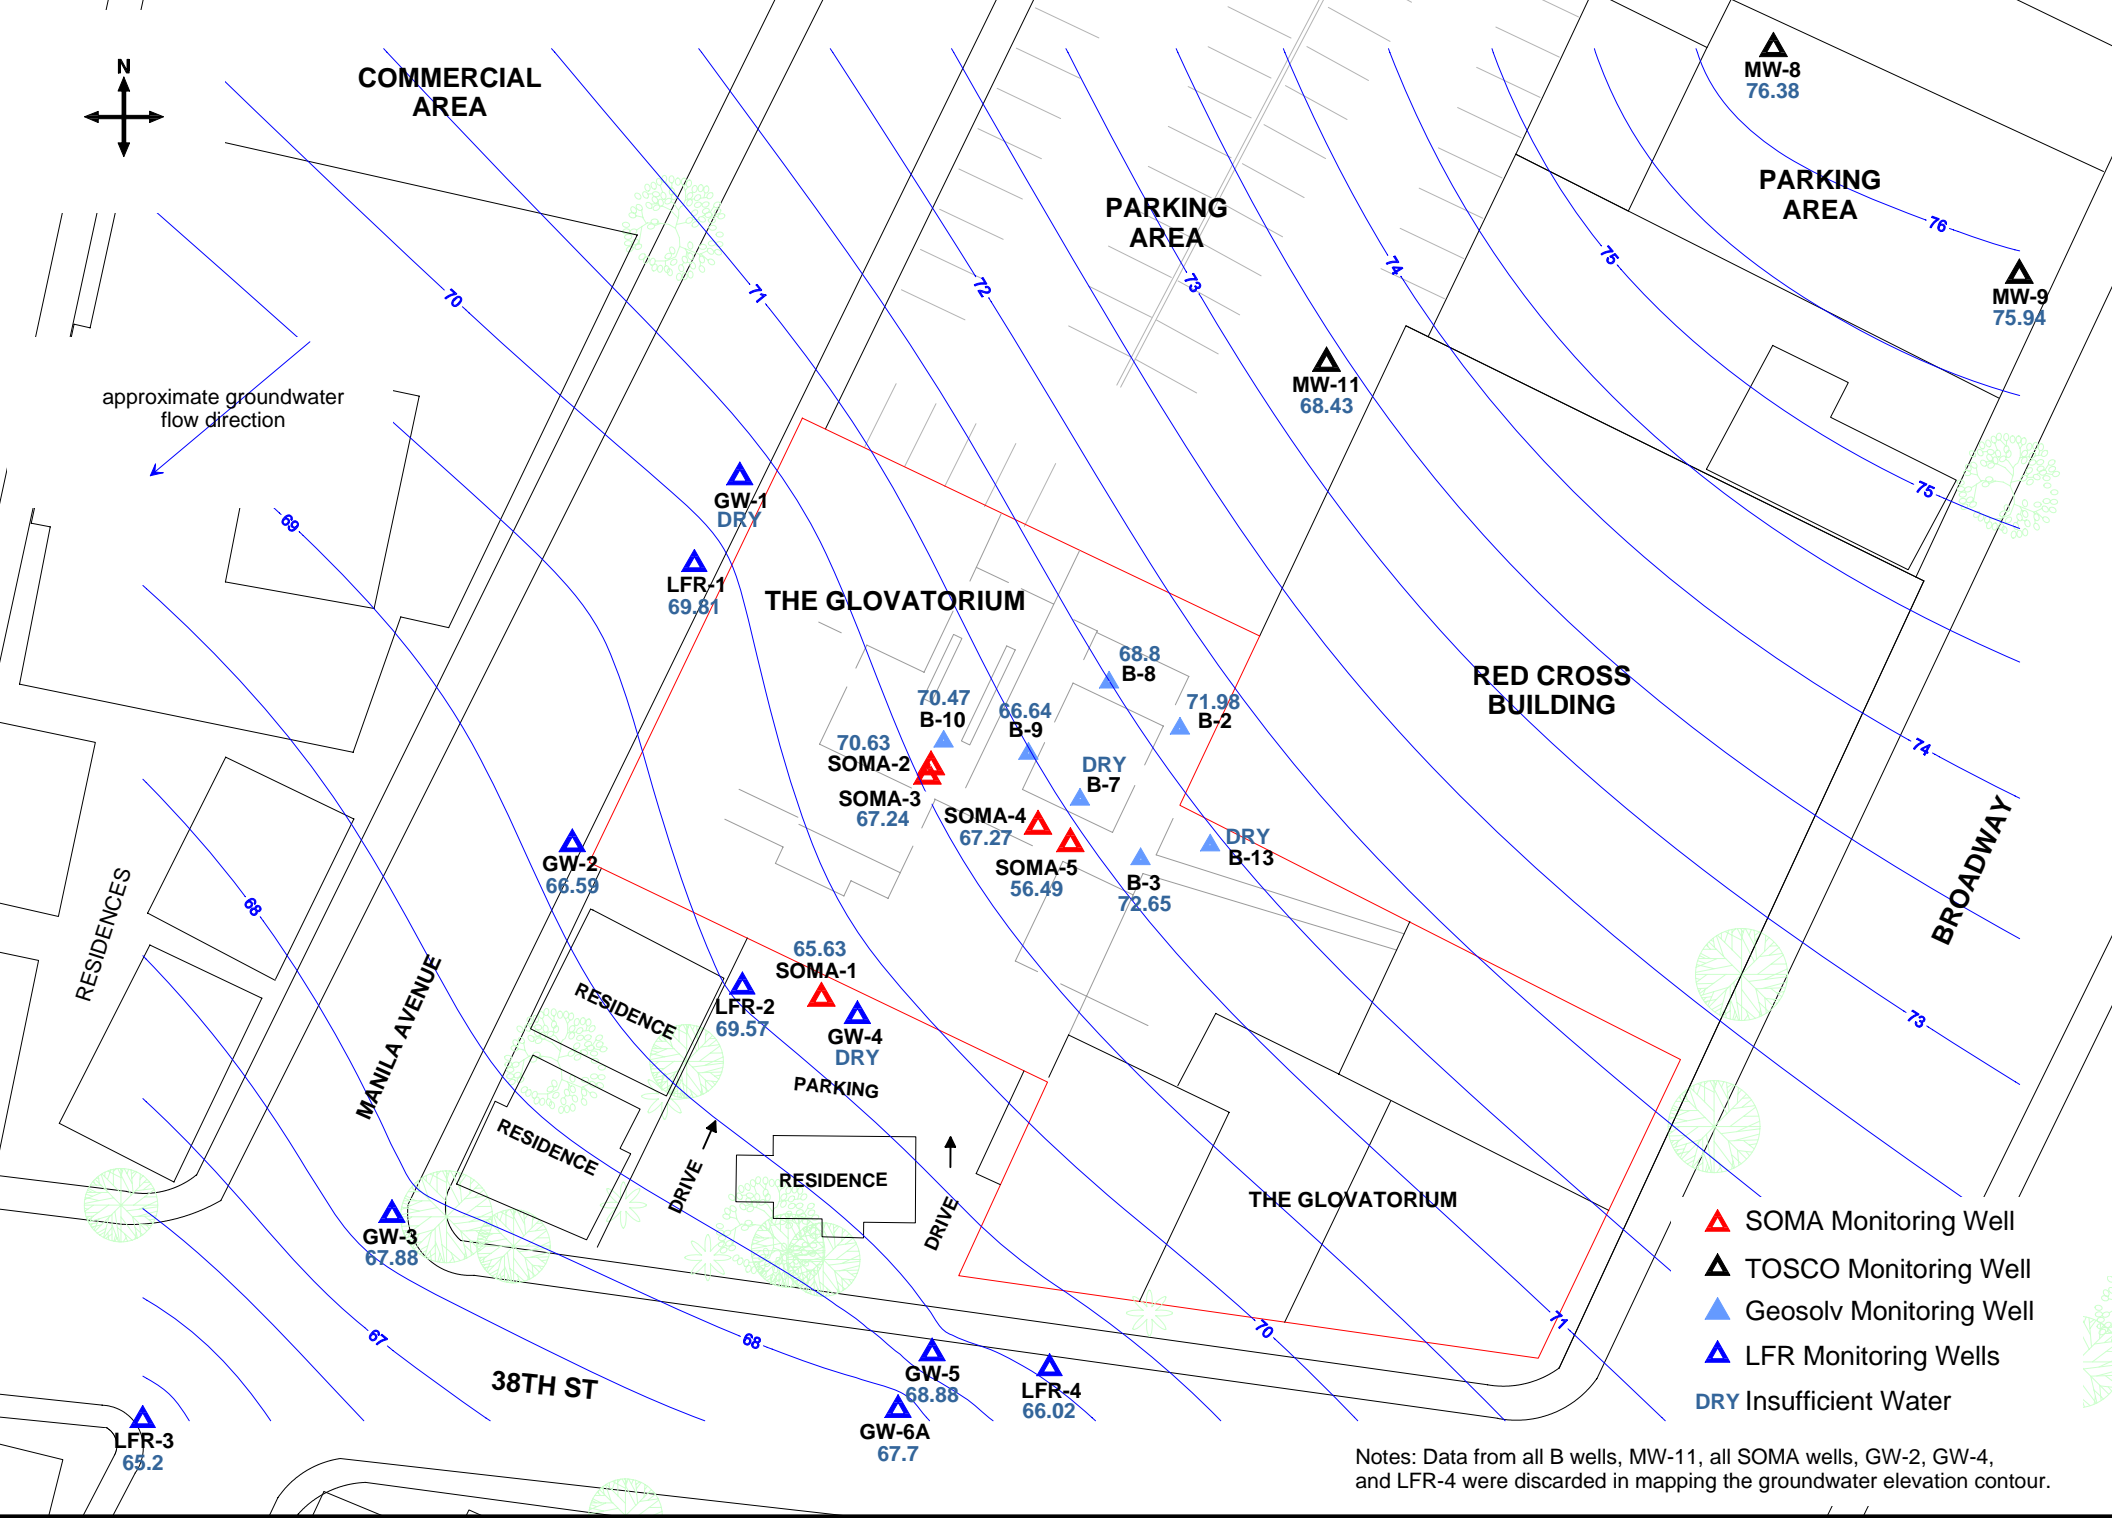 N
COMMERCIAL
AREA
MW-8
76.38
PARKING
AREA
PARKING
AREA
76
75
74
73
72
71
70
MW-9
75.94
approximate groundwater
flow direction
MW-11
68.43
GW-1
DRY
75
69
LFR-1
69.81
THE GLOVATORIUM
68.8
B-8
RED CROSS
BUILDING
70.47
B-10
66.64
B-9
71.98
B-2
70.63
SOMA-2
DRY
B-7
74
SOMA-3
67.24
SOMA-4
67.27
DRY
B-13
GW-2
66.59
SOMA-5
56.49
B-3
72.65
BROADWAY
68
RESIDENCES
65.63
SOMA-1
MANILA AVENUE
RESIDENCE
LFR-2
69.57
GW-4
DRY
73
PARKING
RESIDENCE
DRIVE
RESIDENCE
DRIVE
THE GLOVATORIUM
GW-3
67.88
SOMA Monitoring Well
TOSCO Monitoring Well
Geosolv Monitoring Well
LFR Monitoring Wells
DRY Insufficient Water
67
68
70
71
38TH ST
GW-5
68.88
LFR-4
66.02
GW-6A
67.7
LFR-3
65.2
Notes: Data from all B wells, MW-11, all SOMA wells, GW-2, GW-4,
and LFR-4 were discarded in mapping the groundwater elevation contour.